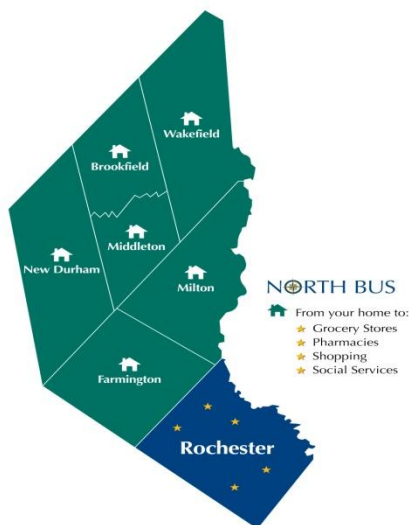 Wakefield
Brookfield
Middleton
New Durham
Milton
NORTH BUS
From your home to:
Grocery Stores
Pharmacies
Shopping
Social Services
Farmington
Rochester